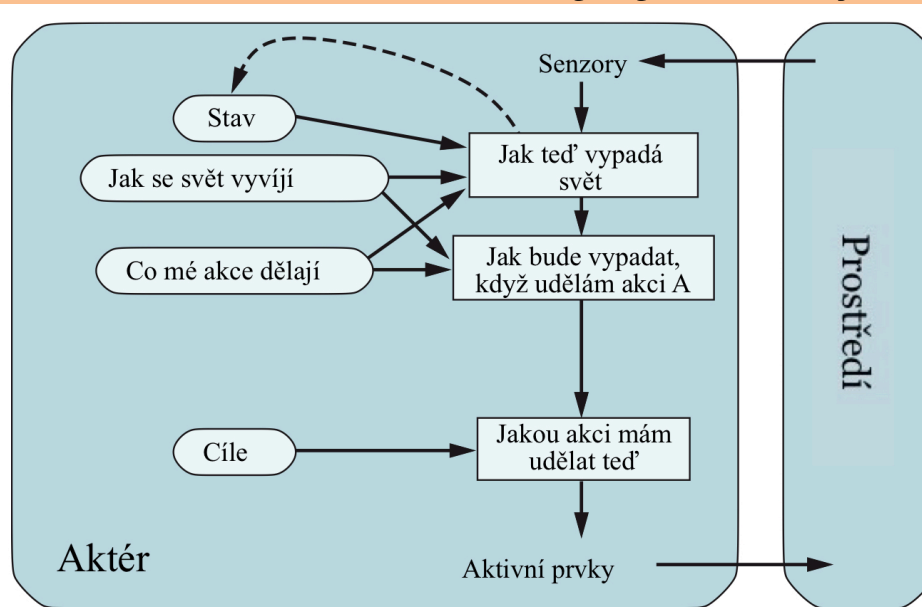 Senzory
Stav
Jak teď vypadá
svět
Jak se svět vyvíjí
Jak bude vypadat,
když udělám akci A
Co mé akce dělají
Prostředí
Jakou akci mám
udělat teď
Cíle
Aktér
Aktivní prvky